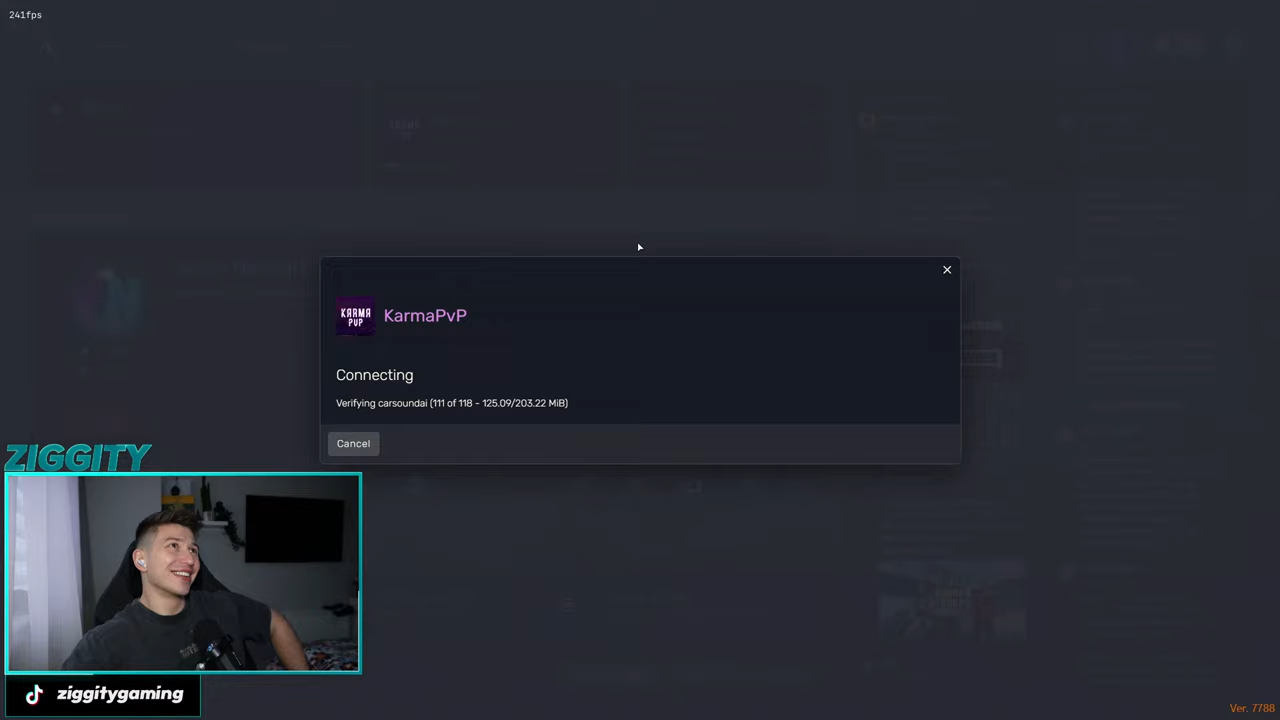 241fps
KARMA
PVP
KarmaPvP
Connecting
Verifying carsoundai (111 of 118 - 125.09/203.22 MiB)
Cancel
ZIGGITY
ziggitygaming
Ver. 7788